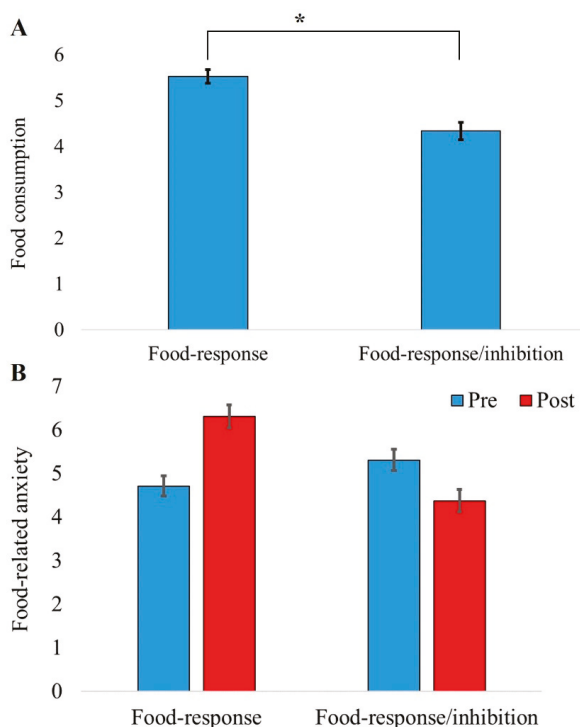 A
*
Food consumption
6
5
4
3
2
1
0
Food-response
Food-response/inhibition
B
Pre
Post
Food-related anxiety
7
6
5
4
3
2
1
0
Food-response
Food-response/inhibition